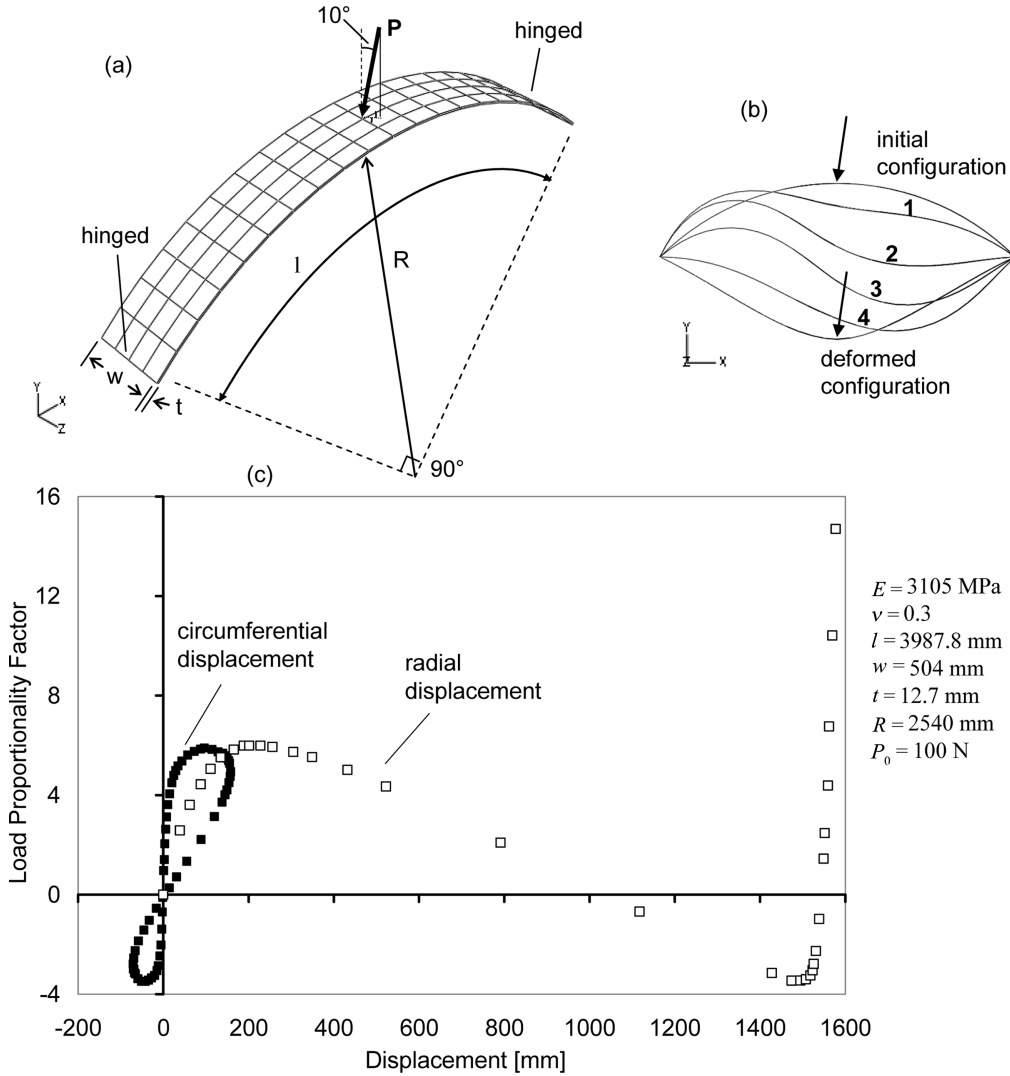 10°
P
hinged
(a)
hinged
l
R
w
t
Y
X
Z
90°
(b)
initial
configuration
1
2
3
4
Y
Z
X
deformed
configuration
(c)
16
12
8
4
0
-4
-200
0
200
400
600
800
1000
1200
1400
1600
Load Proportionality Factor
Displacement [mm]
circumferential
displacement
radial
displacement
E = 3105 MPa
ν = 0.3
l = 3987.8 mm
w = 504 mm
t = 12.7 mm
R = 2540 mm
P₀ = 100 N